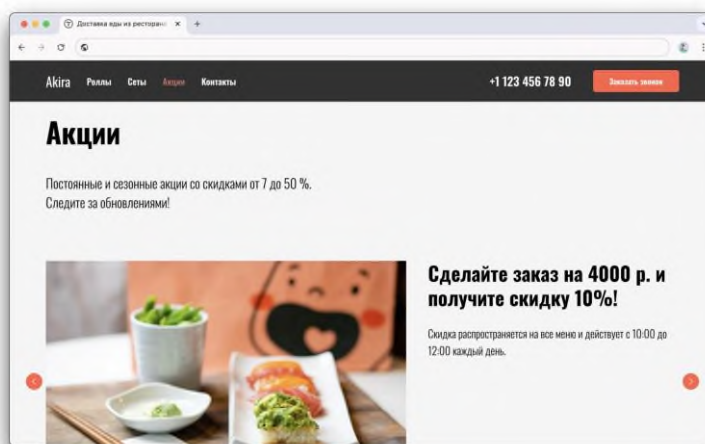 Доставка еды из рестора
Akira Роллы Сеты Акции Контакты +1 123 456 78 90 Заказать звонок
Акции
Постоянные и сезонные акции со скидками от 7 до 50 %.
Следите за обновлениями!
Сделайте заказ на 4000 р. и
получите скидку 10%!
Скидка распространяется на все меню и действует с 10:00 до
12:00 каждый день.